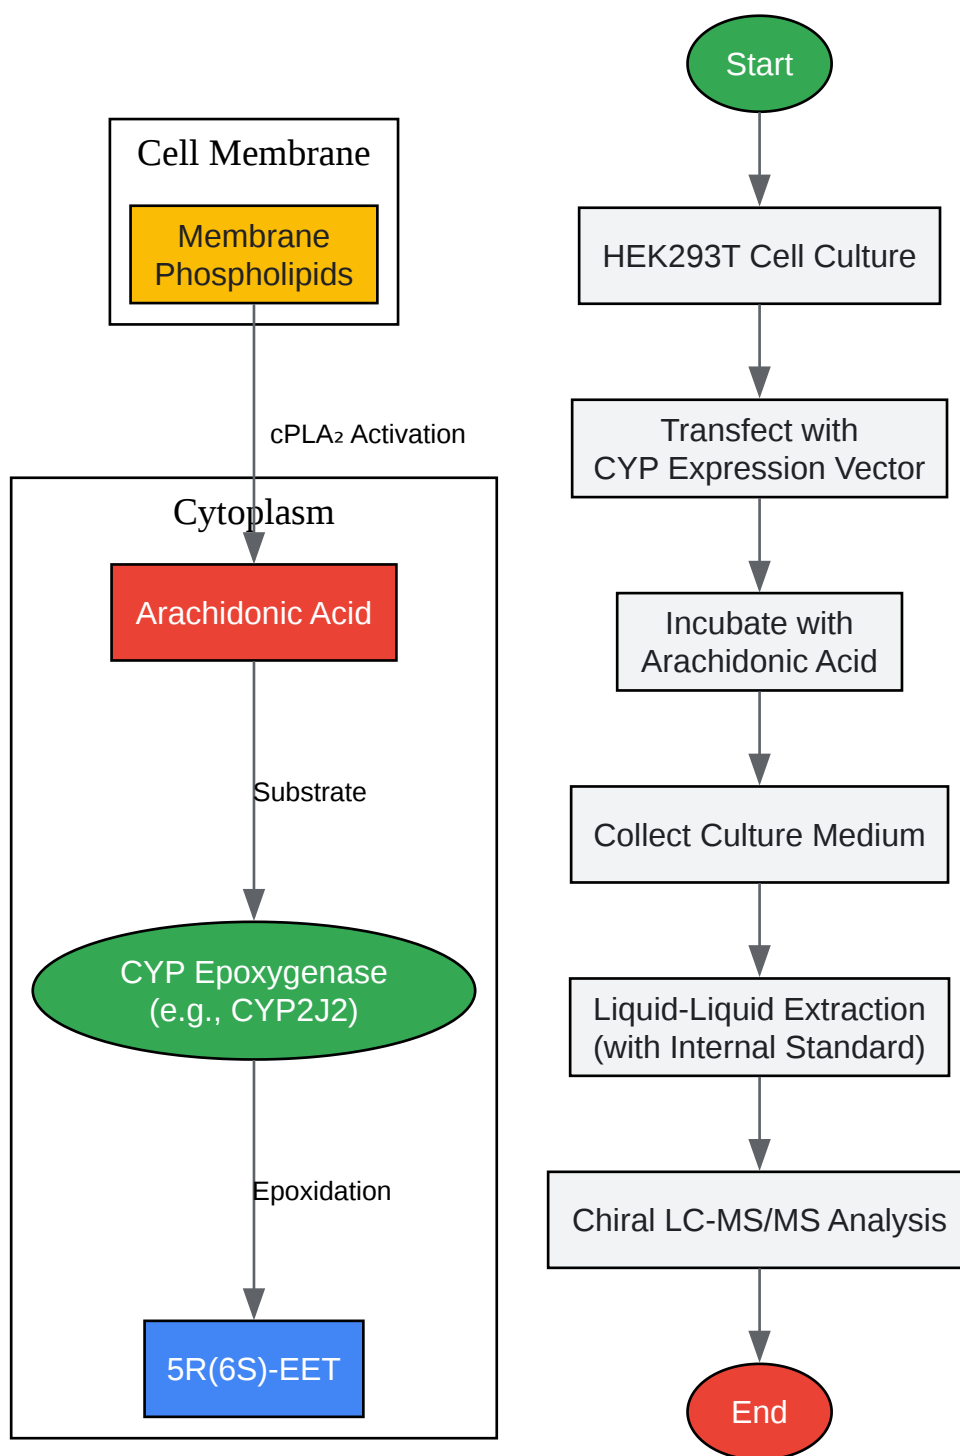 Cell Membrane
Membrane
Phospholipids
cPLA₂ Activation
Cytoplasm
Arachidonic Acid
Substrate
CYP Epoxygenase
(e.g., CYP2J2)
Epoxidation
5R(6S)-EET
Start
HEK293T Cell Culture
Transfect with
CYP Expression Vector
Incubate with
Arachidonic Acid
Collect Culture Medium
Liquid-Liquid Extraction
(with Internal Standard)
Chiral LC-MS/MS Analysis
End